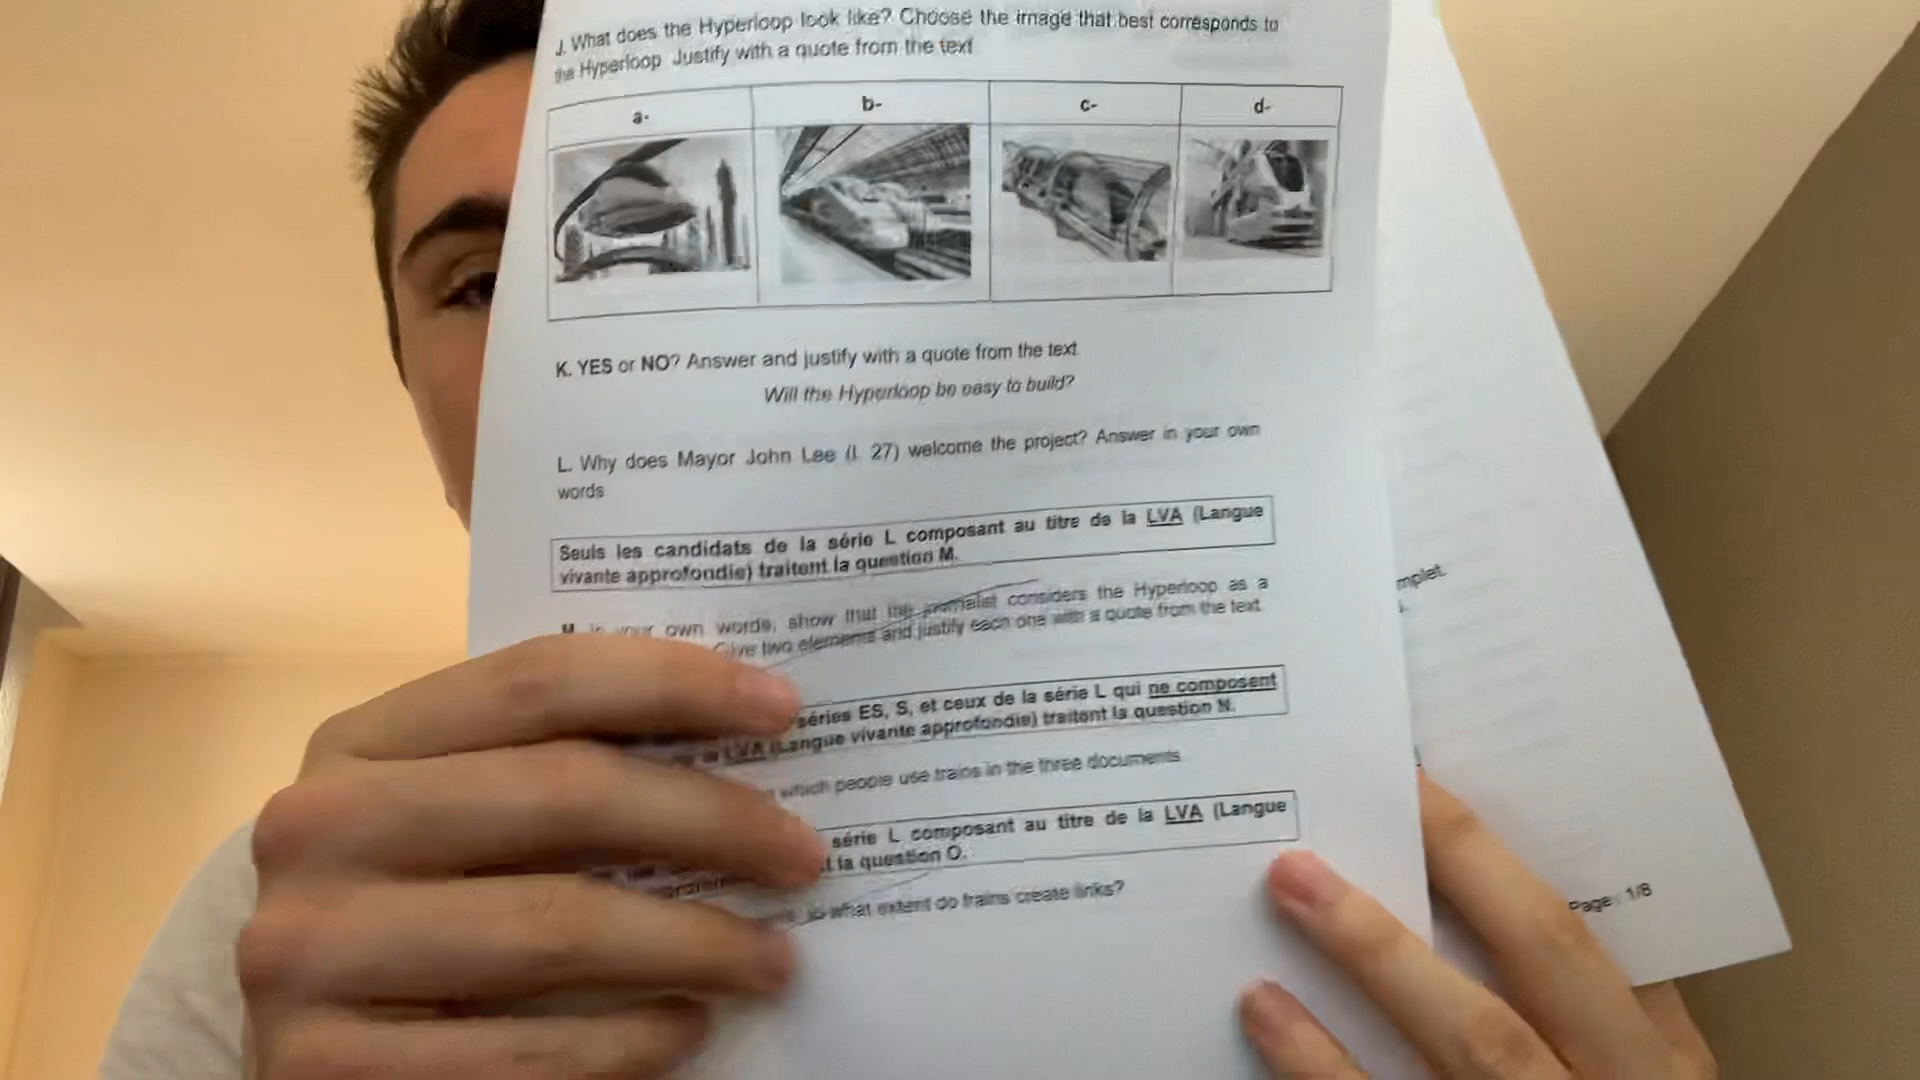 J. What does the Hyperloop look like? Choose the image that best corresponds to
the Hyperloop Justify with a quote from the text
a-
b-
c-
d-
K. YES or NO? Answer and justify with a quote from the text
Will the Hyperloop be easy to build?
L. Why does Mayor John Lee (l. 27) welcome the project? Answer in your own
words
Seuls les candidats de la série L composant au titre de la LVA (Langue
vivante approfondie) traitent la question M.
M. In your own words, show that the journalist considers the Hyperloop as a
Give two elements and justify each one with a quote from the text
séries ES, S, et ceux de la série L qui ne composent
LVA (Langue vivante approfondie) traitent la question N.
which people use trains in the three documents
série L composant au titre de la LVA (Langue
la question O.
to what extent do trains create links?
mplet.
Page 1/8